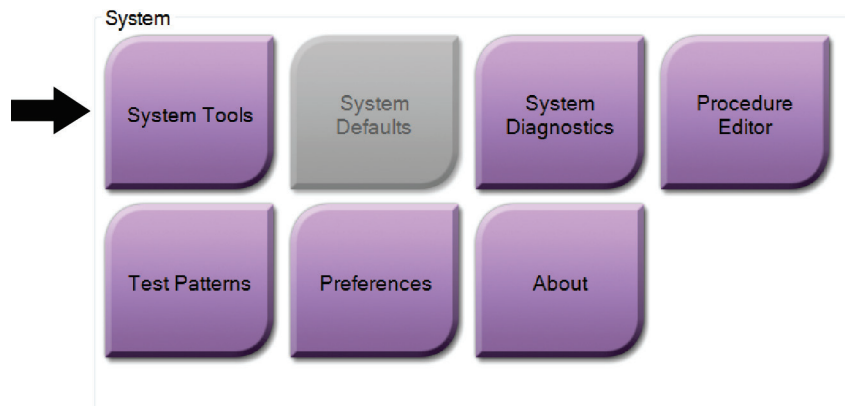 System
System Tools
System
Defaults
System
Diagnostics
Procedure
Editor
Test Patterns
Preferences
About